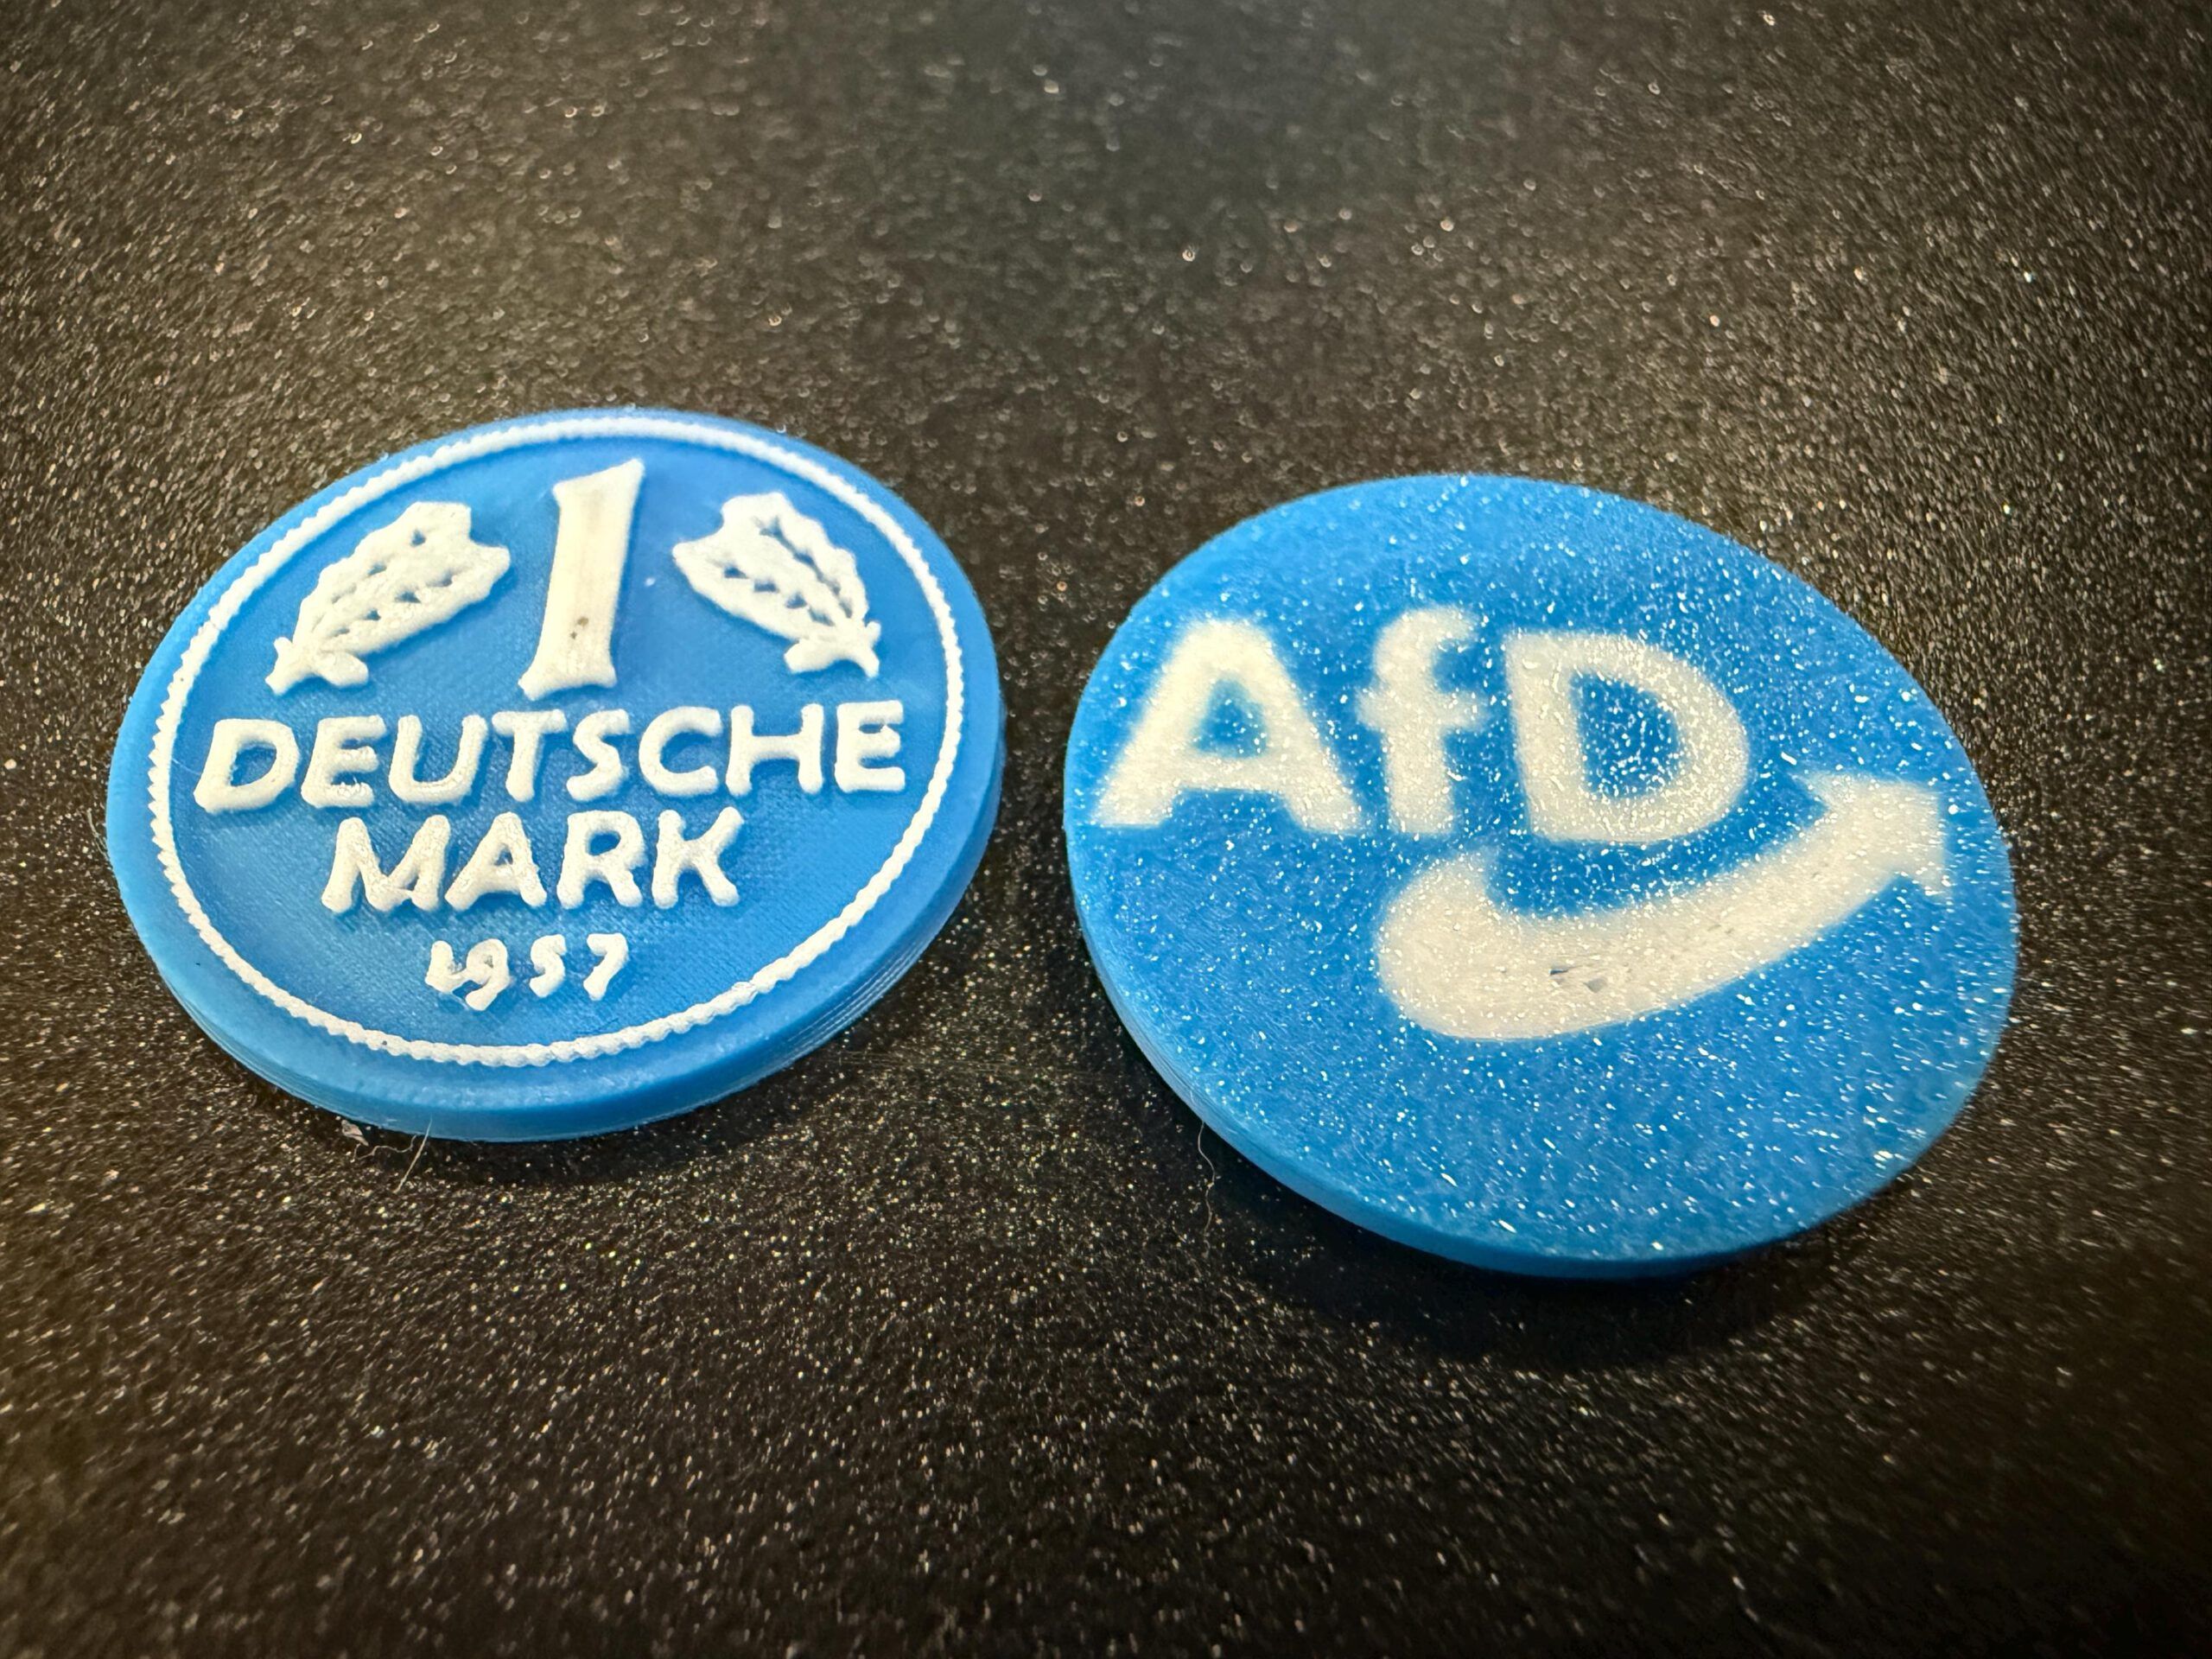 1
DEUTSCHE
MARK
1957
AfD